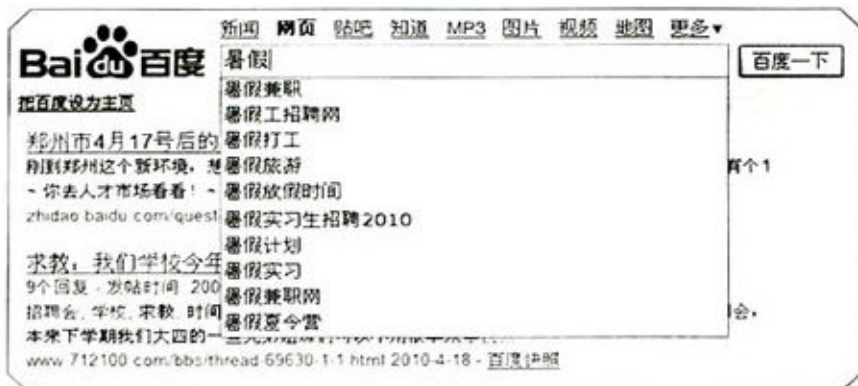 新闻 网页 贴吧 知道 MP3 图片 视频 地图 更多▼
Bai du 百度 暑假 百度一下
把百度设为主页
暑假兼职
暑假工招聘网
暑假打工
暑假旅游
暑假放假时间
暑假实习生招聘2010
暑假计划
暑假实习
暑假兼职网
暑假夏令营
郑州市4月17号后的
刚到郑州这个新环境，想 有个1
~ 你去人才市场看看！ ~
zhidao.baidu.com/quest
求教，我们学校今年
9个回复 - 发帖时间 200
招聘会,学校,求教,时间 会,
本来下学期我们大四的一
www.712100.com/bbs/thread-69630-1-1.html 2010-4-18 - 百度快照